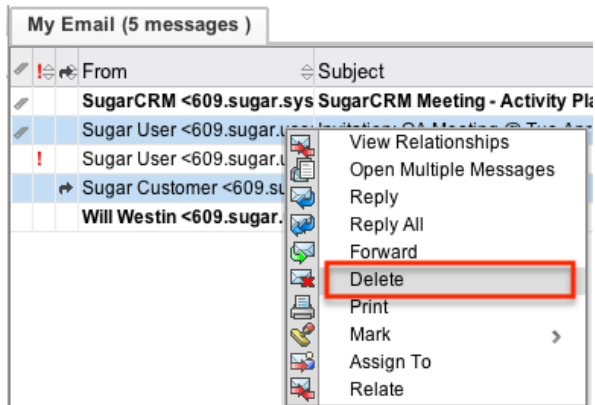 My Email (5 messages )
! From Subject
SugarCRM <609.sugar.sys SugarCRM Meeting - Activity Pla
Sugar User <609.sugar.
! Sugar User <609.sugar.
Sugar Customer <609.su
Will Westin <609.sugar.
View Relationships
Open Multiple Messages
Reply
Reply All
Forward
Delete
Print
Mark
Assign To
Relate